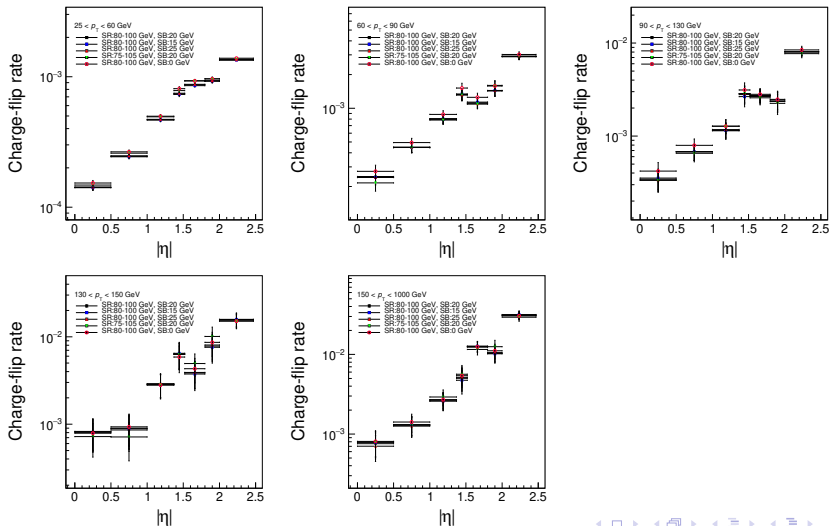 25 < p_T < 60 GeV
SR:80-100 GeV, SB:20 GeV
SR:80-100 GeV, SB:15 GeV
SR:80-100 GeV, SB:25 GeV
SR:75-105 GeV, SB:20 GeV
SR:80-100 GeV, SB:0 GeV
Charge-flip rate
10⁻³
10⁻⁴
0 0.5 1 1.5 2 2.5
|η|
60 < p_T < 90 GeV
SR:80-100 GeV, SB:20 GeV
SR:80-100 GeV, SB:15 GeV
SR:80-100 GeV, SB:25 GeV
SR:75-105 GeV, SB:20 GeV
SR:80-100 GeV, SB:0 GeV
Charge-flip rate
10⁻³
0 0.5 1 1.5 2 2.5
|η|
90 < p_T < 130 GeV
SR:80-100 GeV, SB:20 GeV
SR:80-100 GeV, SB:15 GeV
SR:80-100 GeV, SB:25 GeV
SR:75-105 GeV, SB:20 GeV
SR:80-100 GeV, SB:0 GeV
Charge-flip rate
10⁻²
10⁻³
0 0.5 1 1.5 2 2.5
|η|
130 < p_T < 150 GeV
SR:80-100 GeV, SB:20 GeV
SR:80-100 GeV, SB:15 GeV
SR:80-100 GeV, SB:25 GeV
SR:75-105 GeV, SB:20 GeV
SR:80-100 GeV, SB:0 GeV
Charge-flip rate
10⁻²
10⁻³
0 0.5 1 1.5 2 2.5
|η|
150 < p_T < 1000 GeV
SR:80-100 GeV, SB:20 GeV
SR:80-100 GeV, SB:15 GeV
SR:80-100 GeV, SB:25 GeV
SR:75-105 GeV, SB:20 GeV
SR:80-100 GeV, SB:0 GeV
Charge-flip rate
10⁻²
10⁻³
0 0.5 1 1.5 2 2.5
|η|